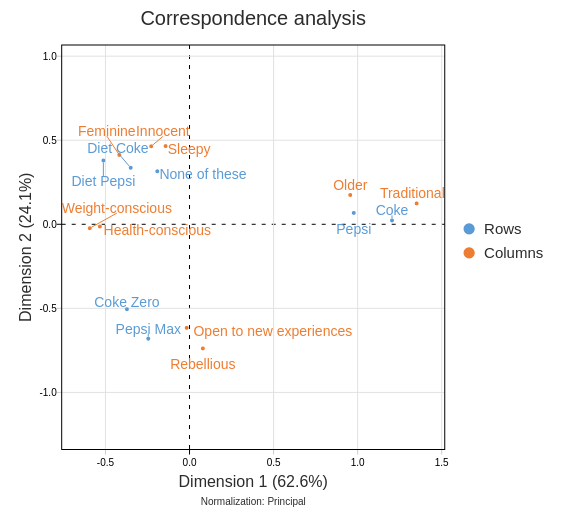 Correspondence analysis
1.0
FeminineInnocent
0.5
Diet Coke
Sleepy
None of these
Diet Pepsi
Older
Traditional
Weight-conscious
Coke
0.0
Health-conscious
Pepsi
Rows
Columns
Dimension 2 (24.1%)
Coke Zero
-0.5
Pepsi Max
Open to new experiences
Rebellious
-1.0
-0.5 0.0 0.5 1.0 1.5
Dimension 1 (62.6%)
Normalization: Principal